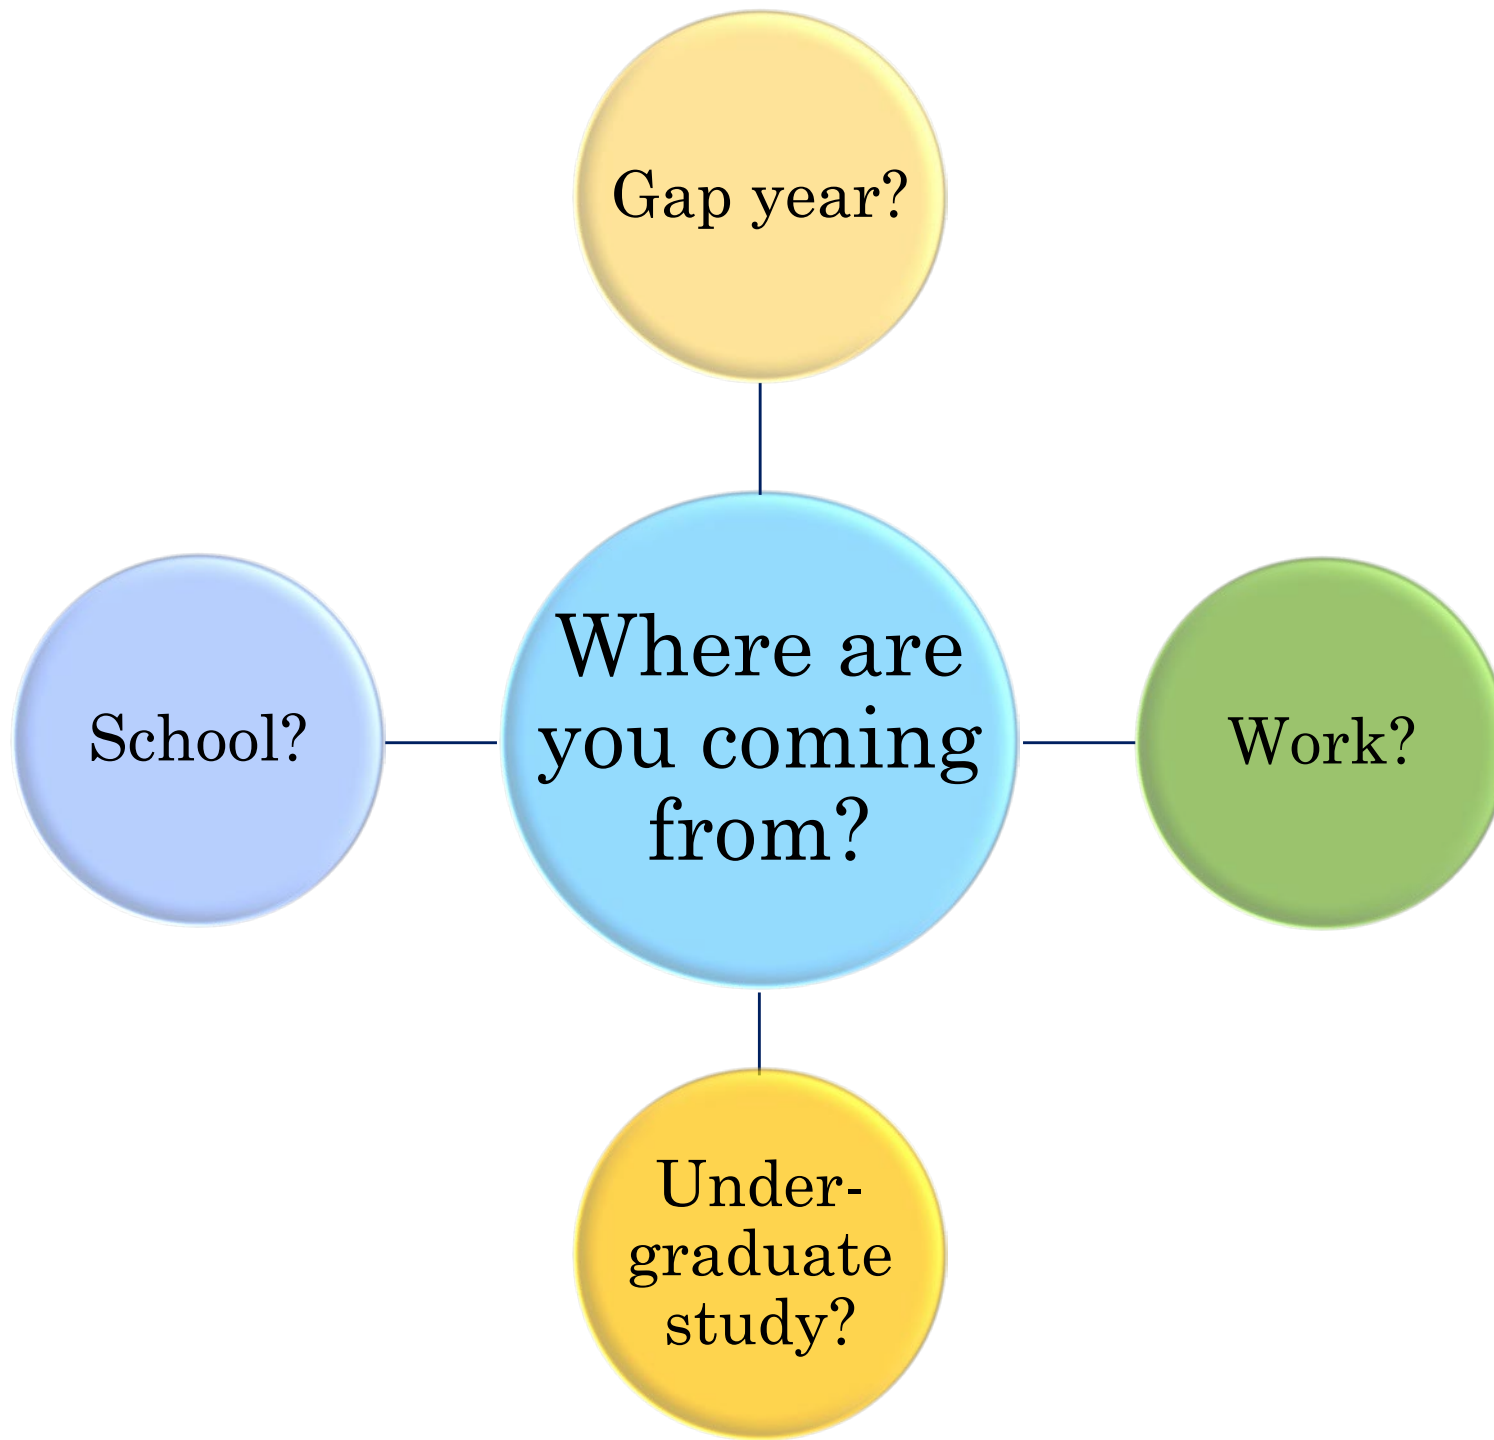 Gap year?
School?
Where are
you coming
from?
Work?
Under-
graduate
study?